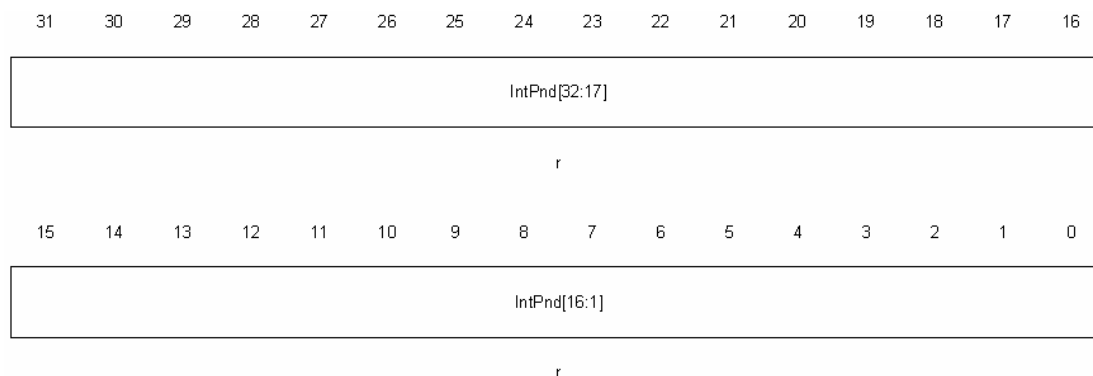 31 30 29 28 27 26 25 24 23 22 21 20 19 18 17 16
IntPnd[32:17]
r
15 14 13 12 11 10 9 8 7 6 5 4 3 2 1 0
IntPnd[16:1]
r